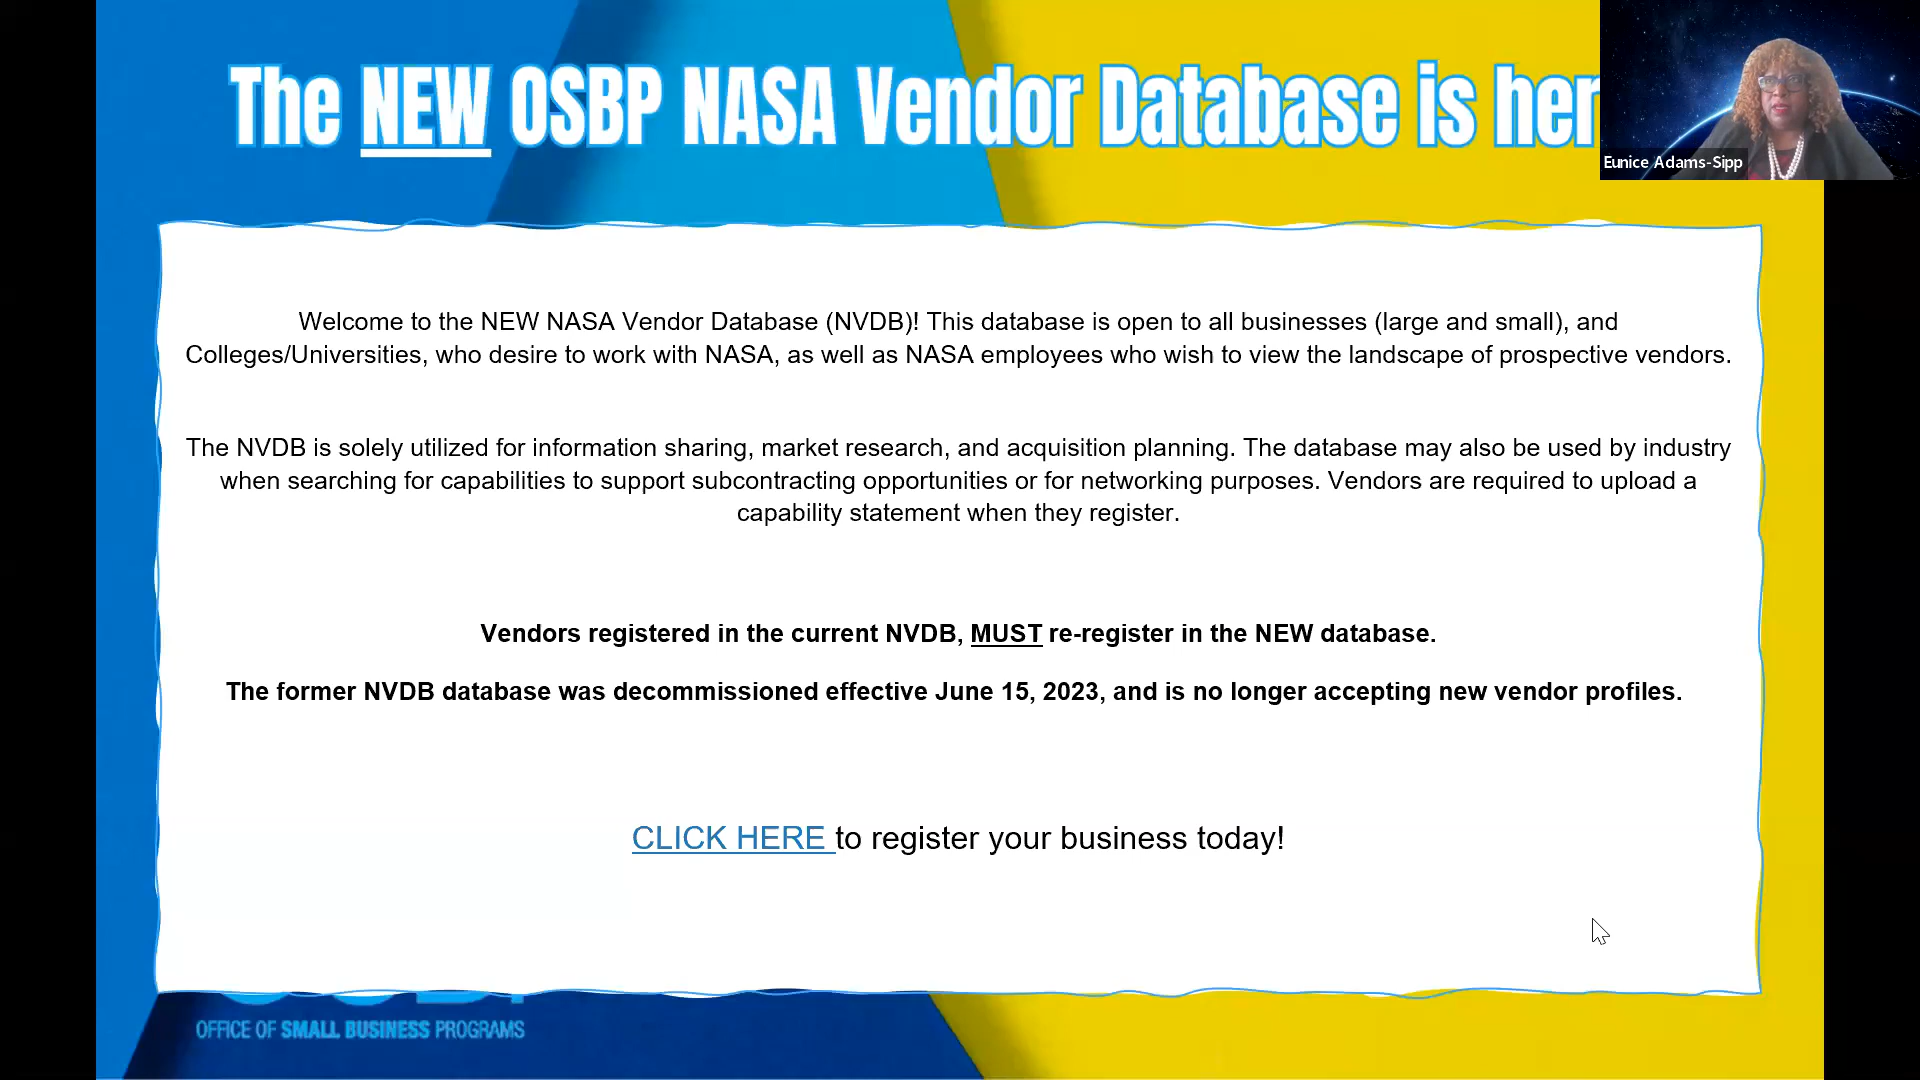 The NEW OSBP NASA Vendor Database is her
Eunice Adams-Sipp
Welcome to the NEW NASA Vendor Database (NVDB)! This database is open to all businesses (large and small), and
Colleges/Universities, who desire to work with NASA, as well as NASA employees who wish to view the landscape of prospective vendors.
The NVDB is solely utilized for information sharing, market research, and acquisition planning. The database may also be used by industry
when searching for capabilities to support subcontracting opportunities or for networking purposes. Vendors are required to upload a
capability statement when they register.
Vendors registered in the current NVDB, MUST re-register in the NEW database.
The former NVDB database was decommissioned effective June 15, 2023, and is no longer accepting new vendor profiles.
CLICK HERE to register your business today!
OFFICE OF SMALL BUSINESS PROGRAMS